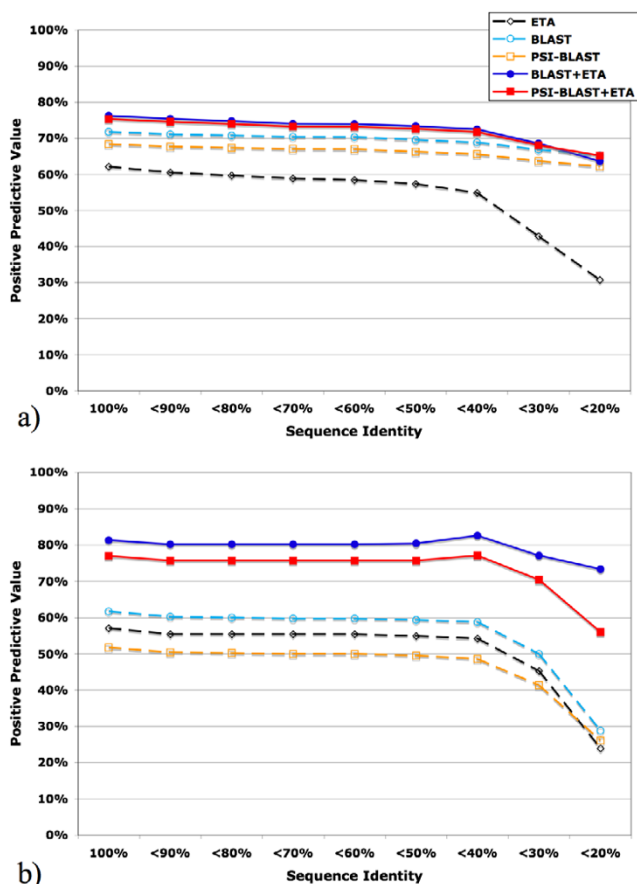 ETA
BLAST
PSI-BLAST
BLAST+ETA
PSI-BLAST+ETA
Positive Predictive Value
100%
90%
80%
70%
60%
50%
40%
30%
20%
10%
0%
100% <90% <80% <70% <60% <50% <40% <30% <20%
Sequence Identity
a)
Positive Predictive Value
100%
90%
80%
70%
60%
50%
40%
30%
20%
10%
0%
100% <90% <80% <70% <60% <50% <40% <30% <20%
Sequence Identity
b)